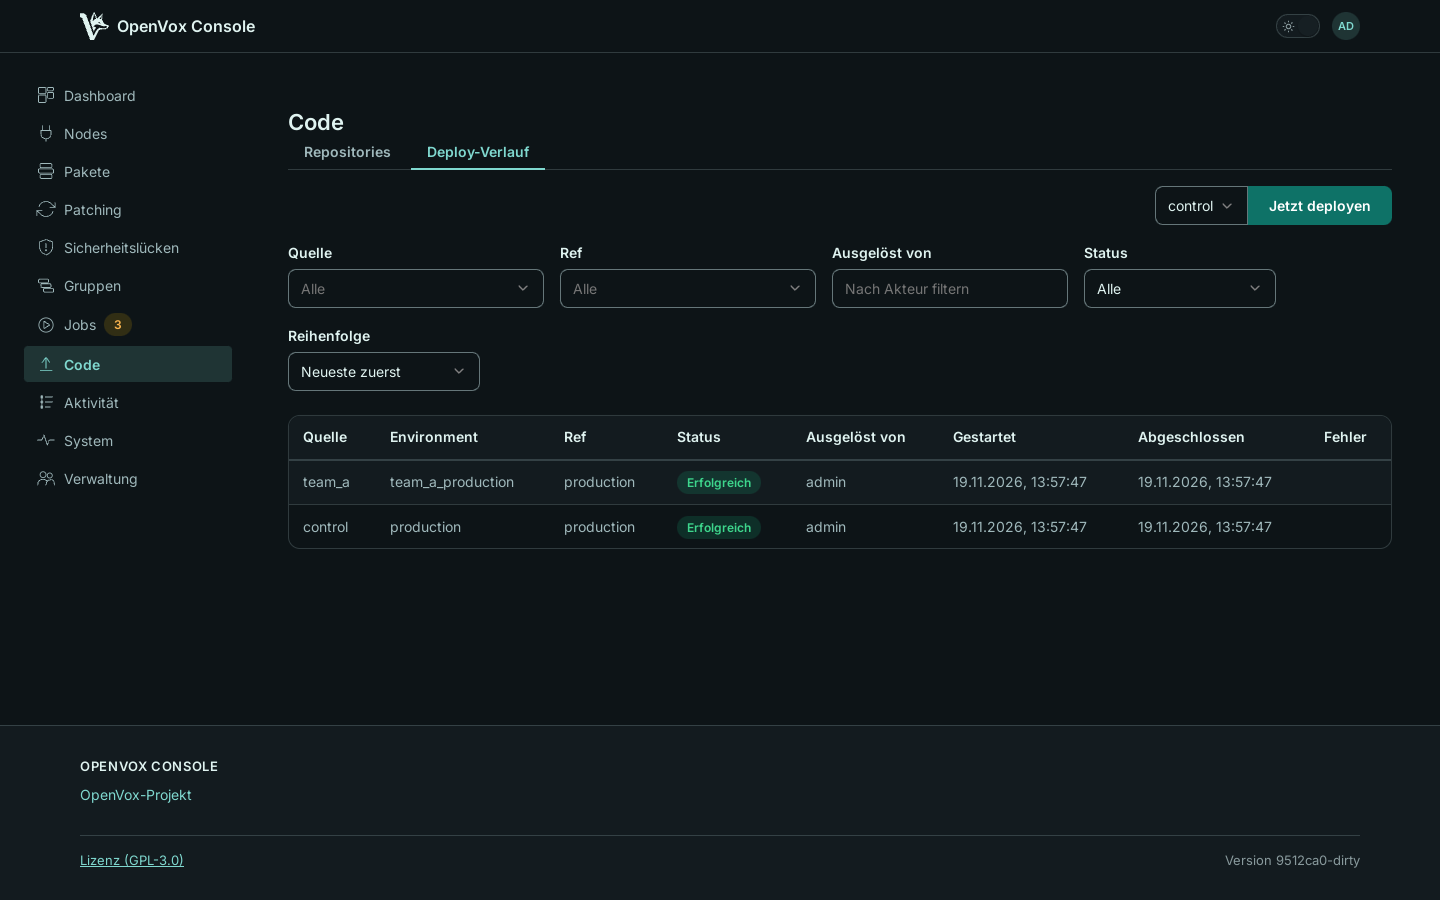 OpenVox Console
AD
Dashboard
Nodes
Pakete
Patching
Sicherheitslücken
Gruppen
Jobs 3
Code
Aktivität
System
Verwaltung
Code
Repositories Deploy-Verlauf
control Jetzt deployen
Quelle Ref Ausgelöst von Status
Alle Alle Nach Akteur filtern Alle
Reihenfolge
Neueste zuerst
Quelle Environment Ref Status Ausgelöst von Gestartet Abgeschlossen Fehler
team_a team_a_production production Erfolgreich admin 19.11.2026, 13:57:47 19.11.2026, 13:57:47
control production production Erfolgreich admin 19.11.2026, 13:57:47 19.11.2026, 13:57:47
OPENVOX CONSOLE
OpenVox-Projekt
Lizenz (GPL-3.0) Version 9512ca0-dirty